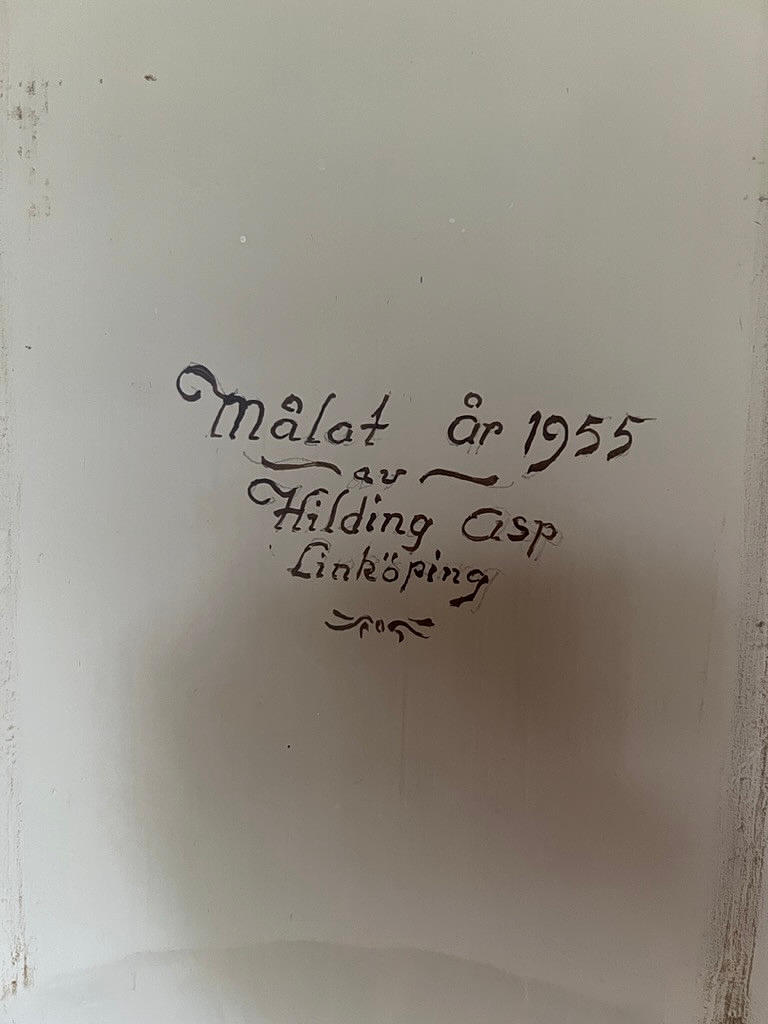 Målat år 1955
av
Hilding Asp
Linköping